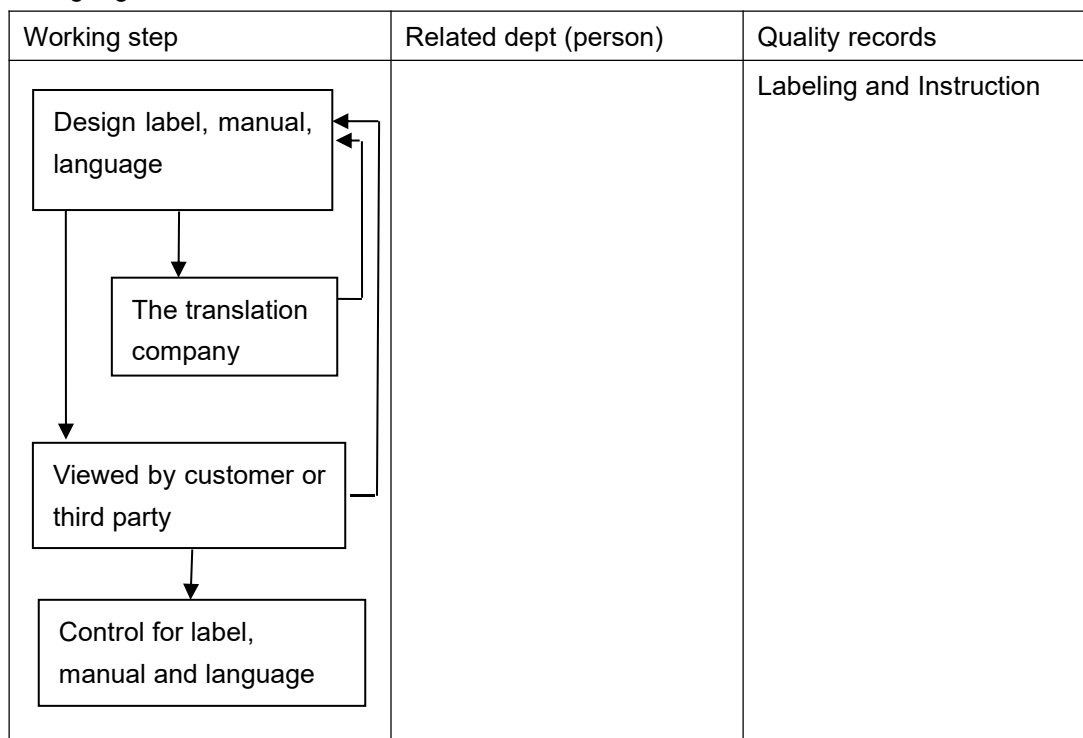 Working step
Related dept (person)
Quality records
Labeling and Instruction
Design label, manual,
language
The translation
company
Viewed by customer or
third party
Control for label,
manual and language